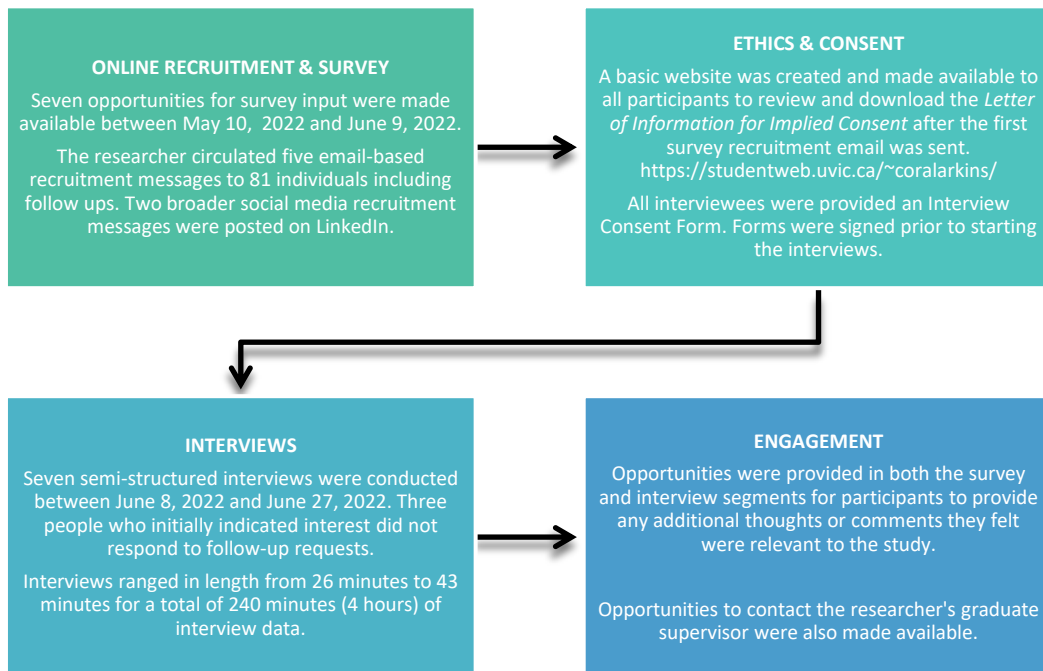 ONLINE RECRUITMENT & SURVEY
Seven opportunities for survey input were made
available between May 10, 2022 and June 9, 2022.
The researcher circulated five email-based
recruitment messages to 81 individuals including
follow ups. Two broader social media recruitment
messages were posted on LinkedIn.
ETHICS & CONSENT
A basic website was created and made available to
all participants to review and download the Letter
of Information for Implied Consent after the first
survey recruitment email was sent.
https://studentweb.uvic.ca/~coralarkins/
All interviewees were provided an Interview
Consent Form. Forms were signed prior to starting
the interviews.
INTERVIEWS
Seven semi-structured interviews were conducted
between June 8, 2022 and June 27, 2022. Three
people who initially indicated interest did not
respond to follow-up requests.
Interviews ranged in length from 26 minutes to 43
minutes for a total of 240 minutes (4 hours) of
interview data.
ENGAGEMENT
Opportunities were provided in both the survey
and interview segments for participants to provide
any additional thoughts or comments they felt
were relevant to the study.
Opportunities to contact the researcher's graduate
supervisor were also made available.